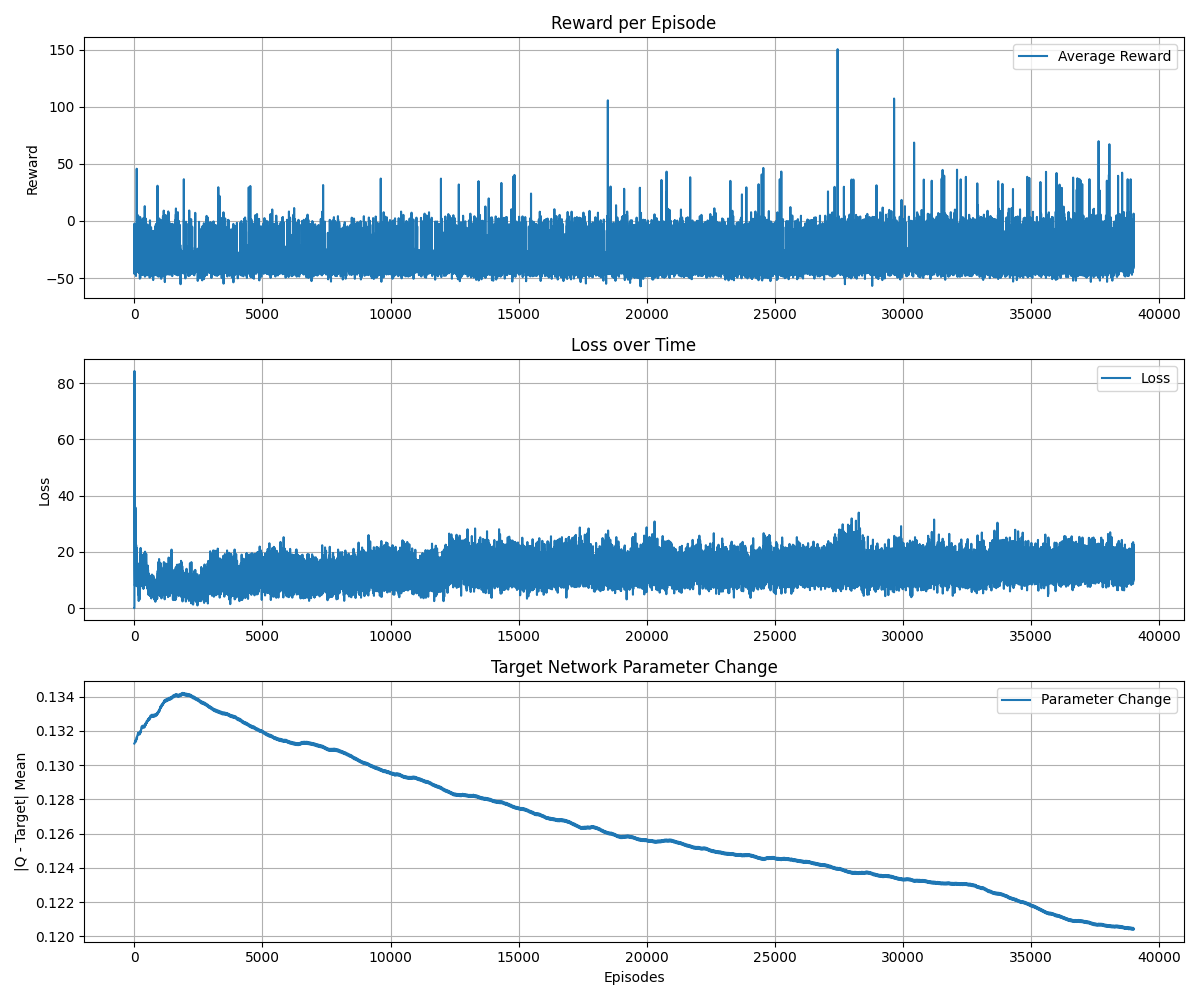 Reward per Episode
Average Reward
Reward
150
100
50
0
−50
0 5000 10000 15000 20000 25000 30000 35000 40000
Loss over Time
Loss
Loss
80
60
40
20
0
0 5000 10000 15000 20000 25000 30000 35000 40000
Target Network Parameter Change
Parameter Change
|Q - Target| Mean
0.134
0.132
0.130
0.128
0.126
0.124
0.122
0.120
0 5000 10000 15000 20000 25000 30000 35000 40000
Episodes